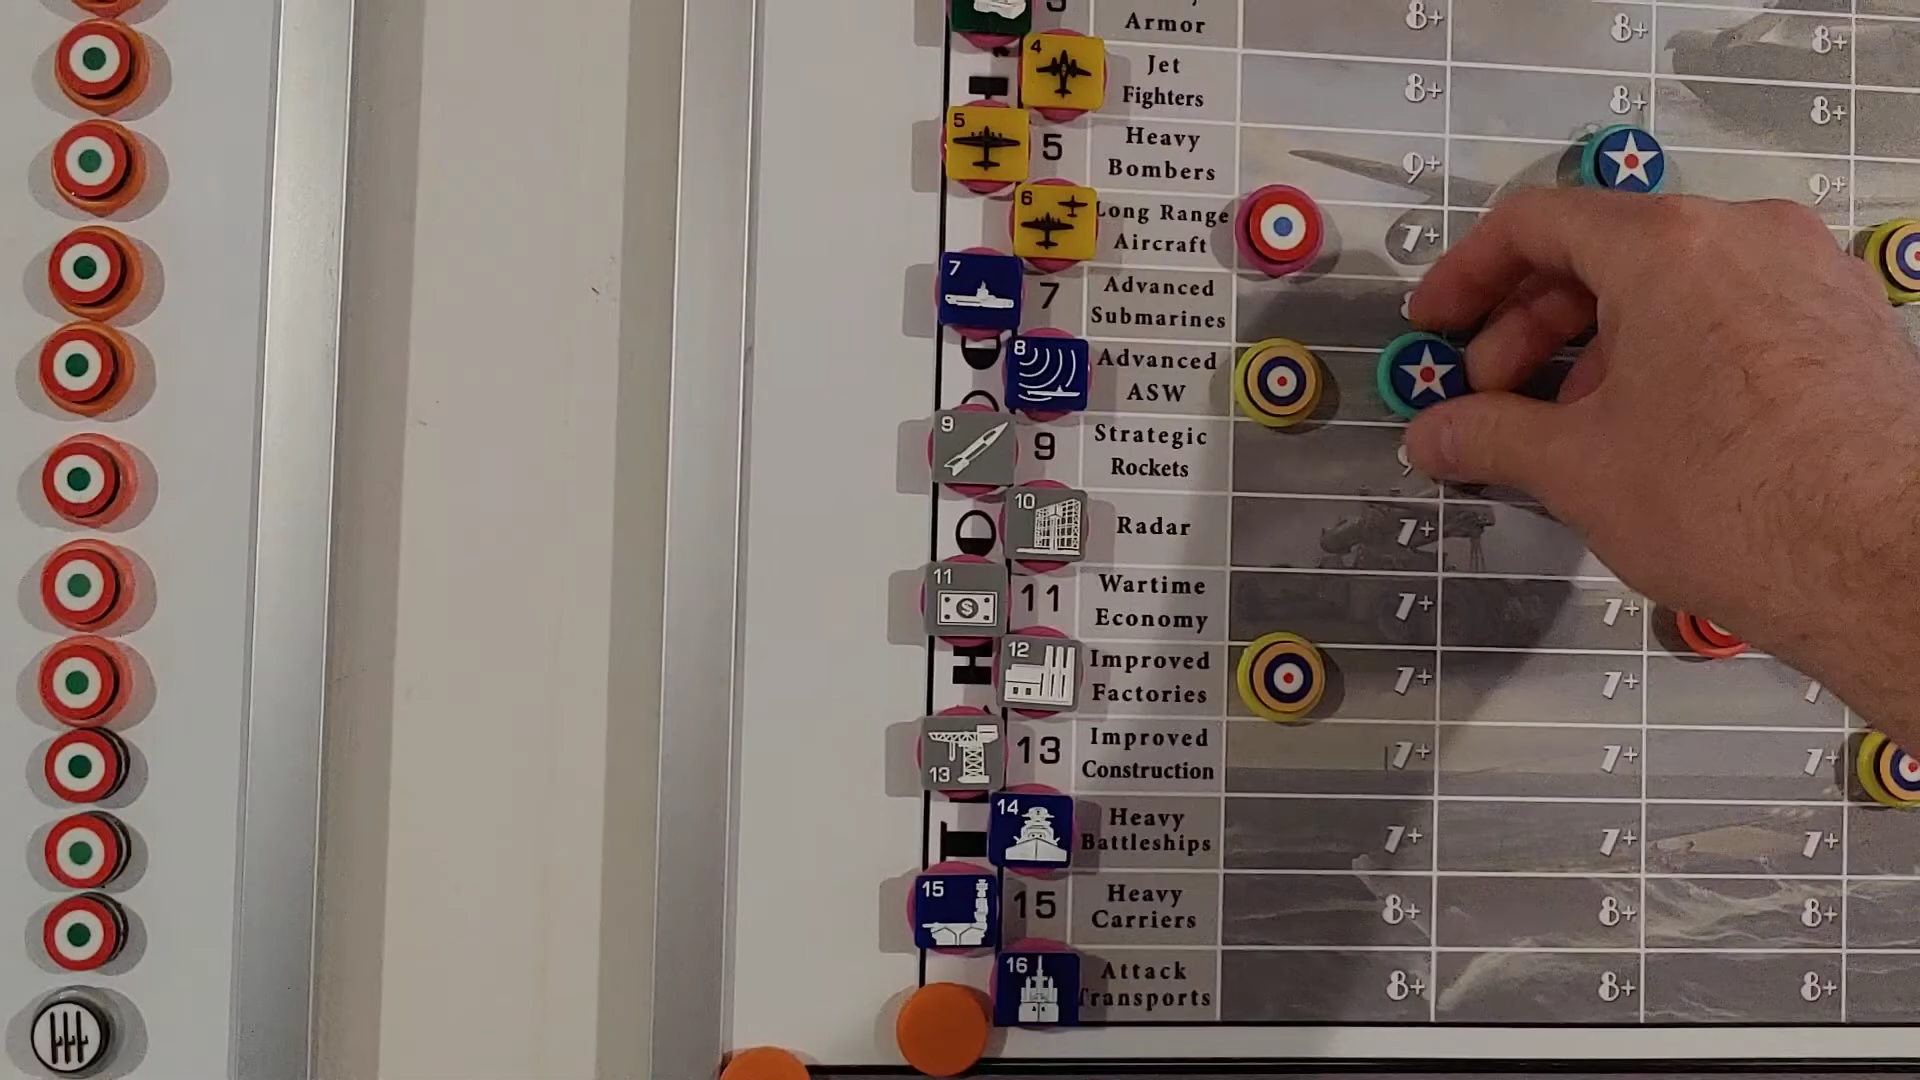 3 Armor 8+ 8+ 8+
4 Jet Fighters 8+ 8+ 8+
5 5 Heavy Bombers 9+ 9+
6 Long Range Aircraft 7+
7 7 Advanced Submarines
8 Advanced ASW
9 9 Strategic Rockets 9
10 Radar 7+
11 $ 11 Wartime Economy 7+ 7+
12 Improved Factories 7+ 7+ 7
13 13 Improved Construction 7+ 7+ 7+
14 Heavy Battleships 7+ 7+ 7+
15 15 Heavy Carriers 8+ 8+ 8+
16 Attack Transports 8+ 8+ 8+